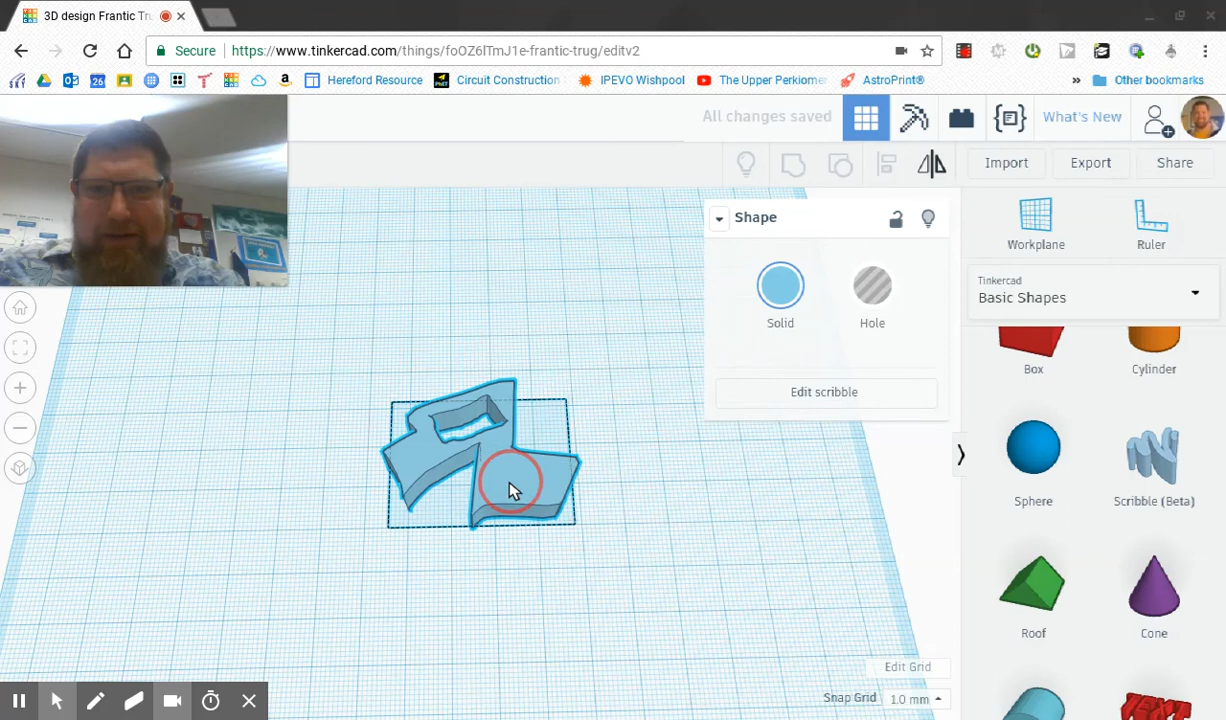 3D design Frantic Tru
Secure
https://www.tinkercad.com/things/foOZ6lTmJ1e-frantic-trug/editv2
26
Hereford Resource
Circuit Construction
IPEVO Wishpool
The Upper Perkiome
AstroPrint®
Other bookmarks
All changes saved
What's New
Import
Export
Share
Shape
Solid
Hole
Edit scribble
Workplane
Ruler
Tinkercad
Basic Shapes
Box
Cylinder
Sphere
Scribble (Beta)
Roof
Cone
Edit Grid
Snap Grid
1.0 mm